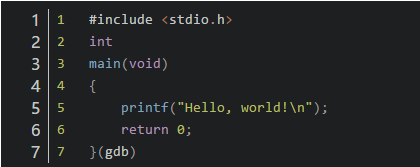 1 1 #include <stdio.h>
2 2 int
3 3 main(void)
4 4 {
5 5     printf("Hello, world!\n");
6 6     return 0;
7 7 }(gdb)